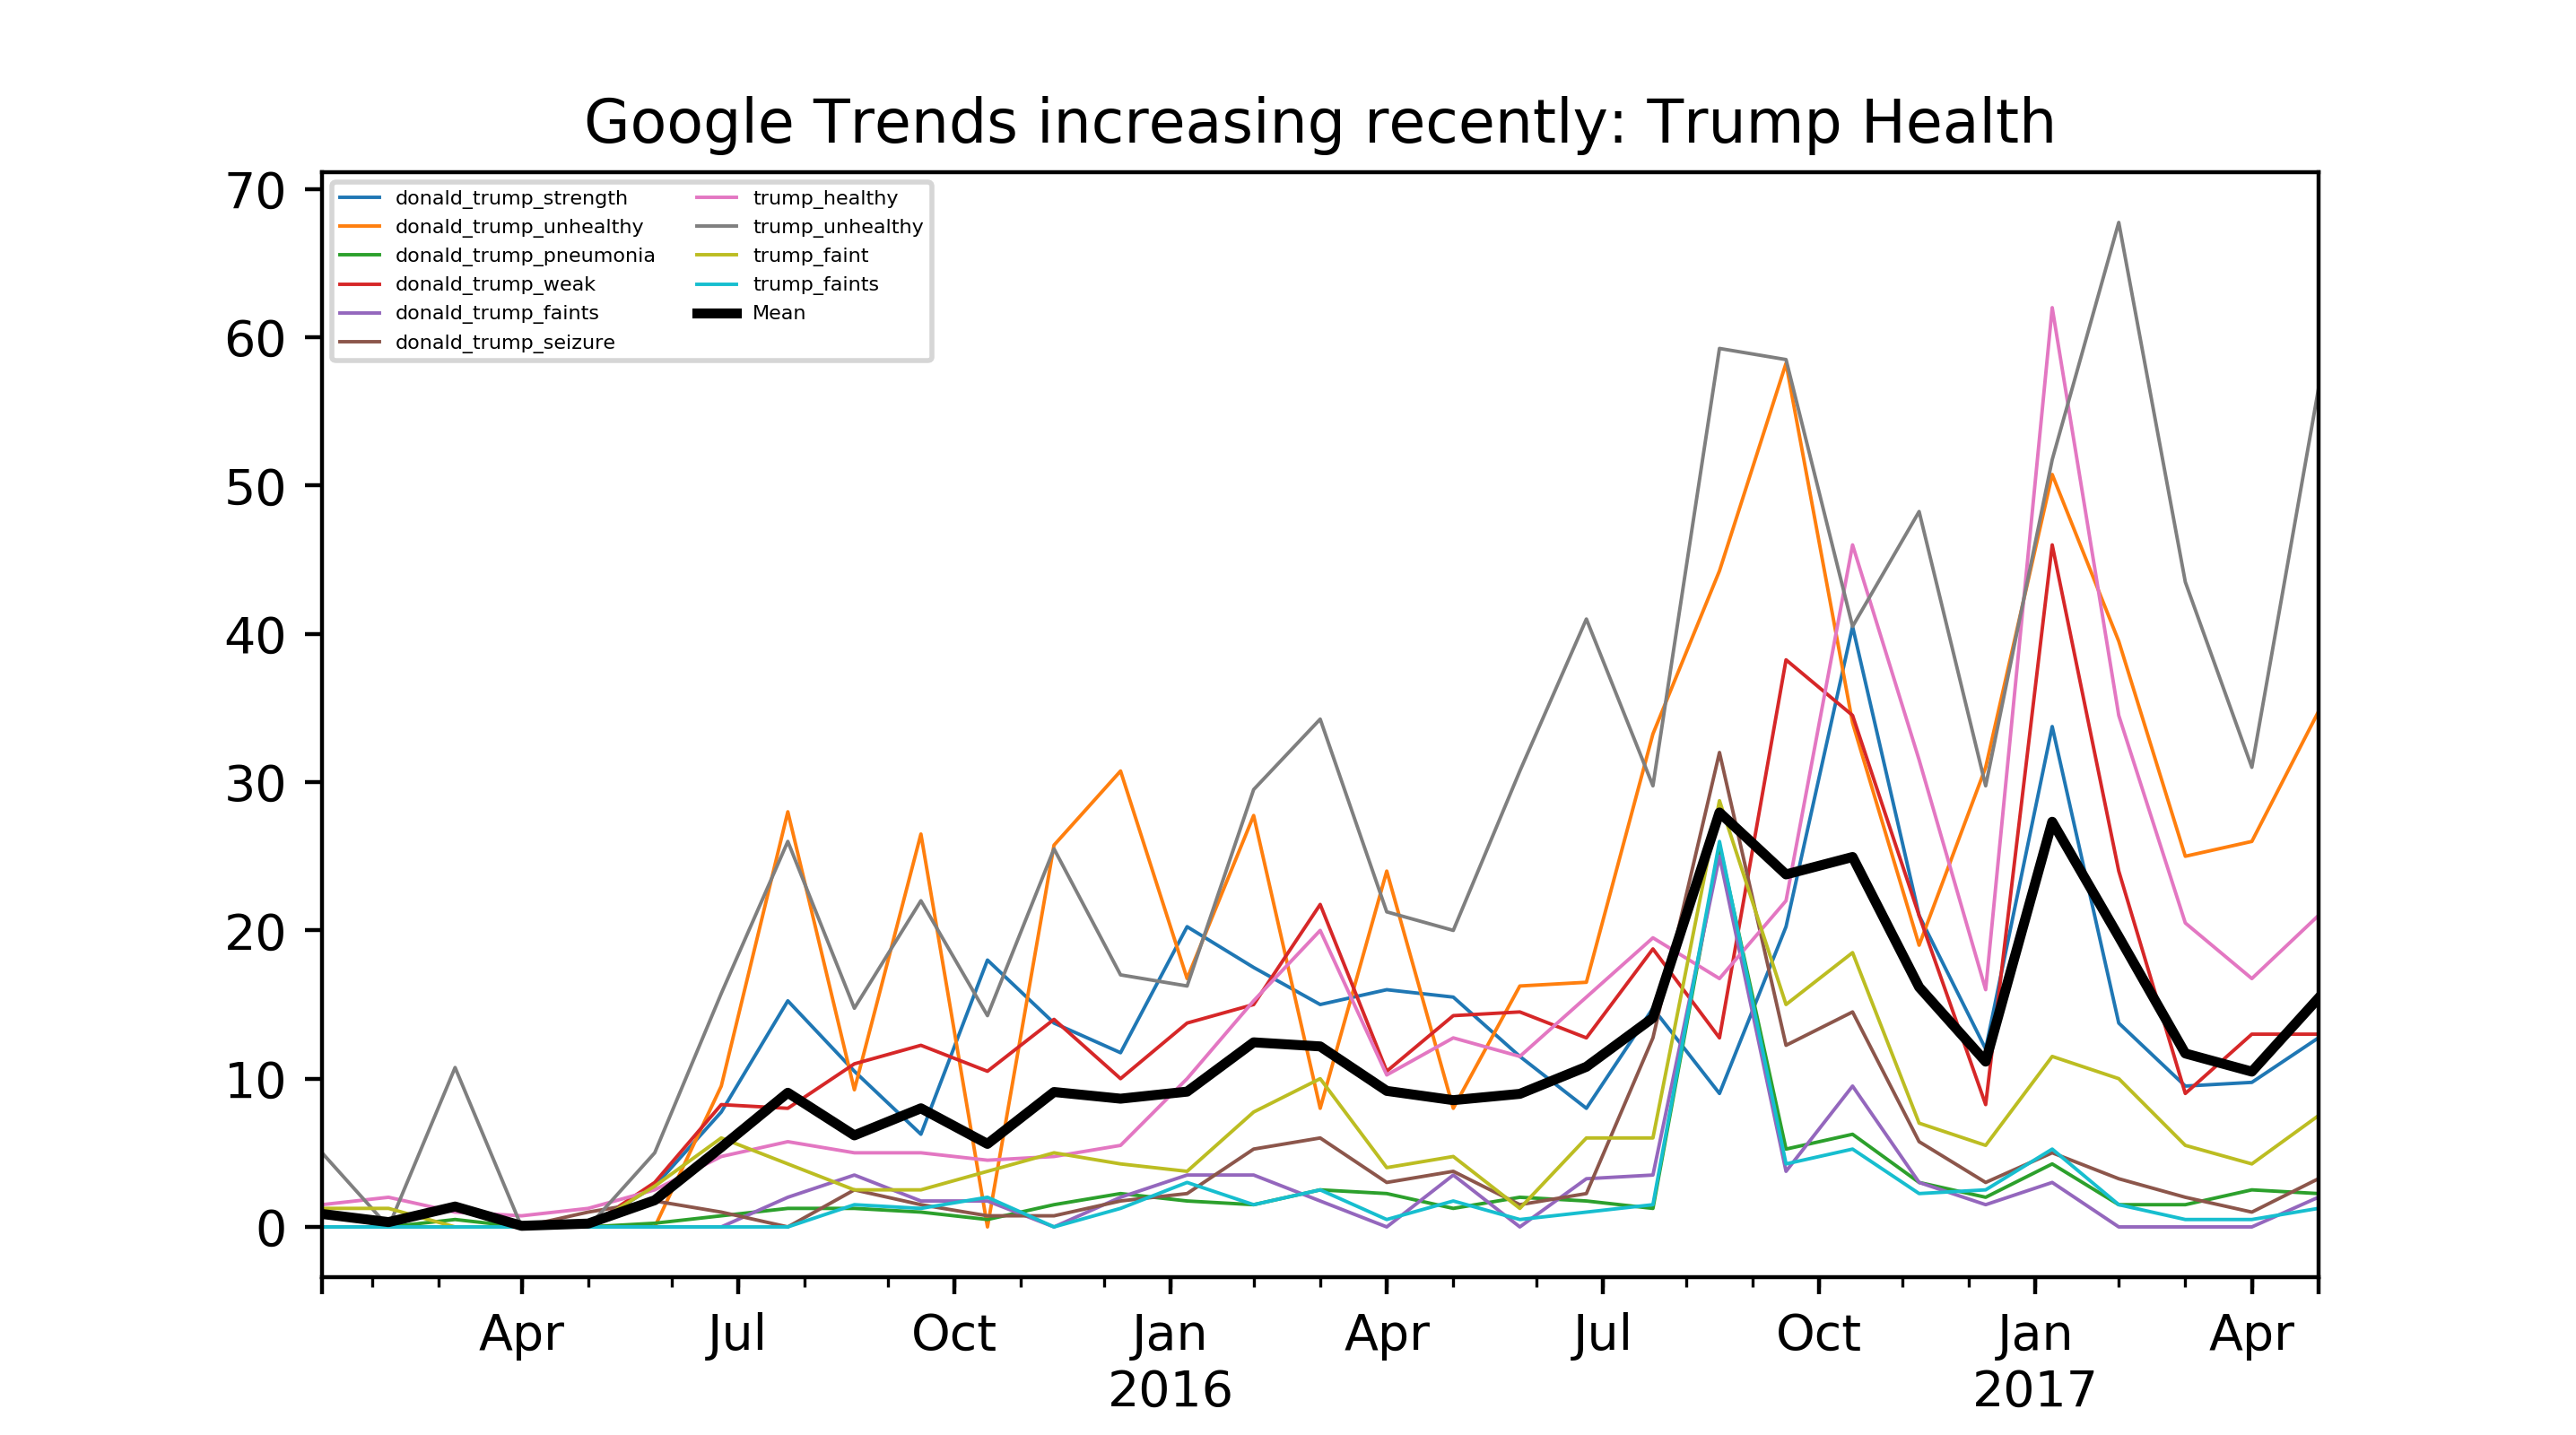 Google Trends increasing recently: Trump Health
70
60
50
40
30
20
10
0
donald_trump_strength
donald_trump_unhealthy
donald_trump_pneumonia
donald_trump_weak
donald_trump_faints
donald_trump_seizure
trump_healthy
trump_unhealthy
trump_faint
trump_faints
Mean
Apr Jul Oct Jan Apr Jul Oct Jan Apr
2016 2017